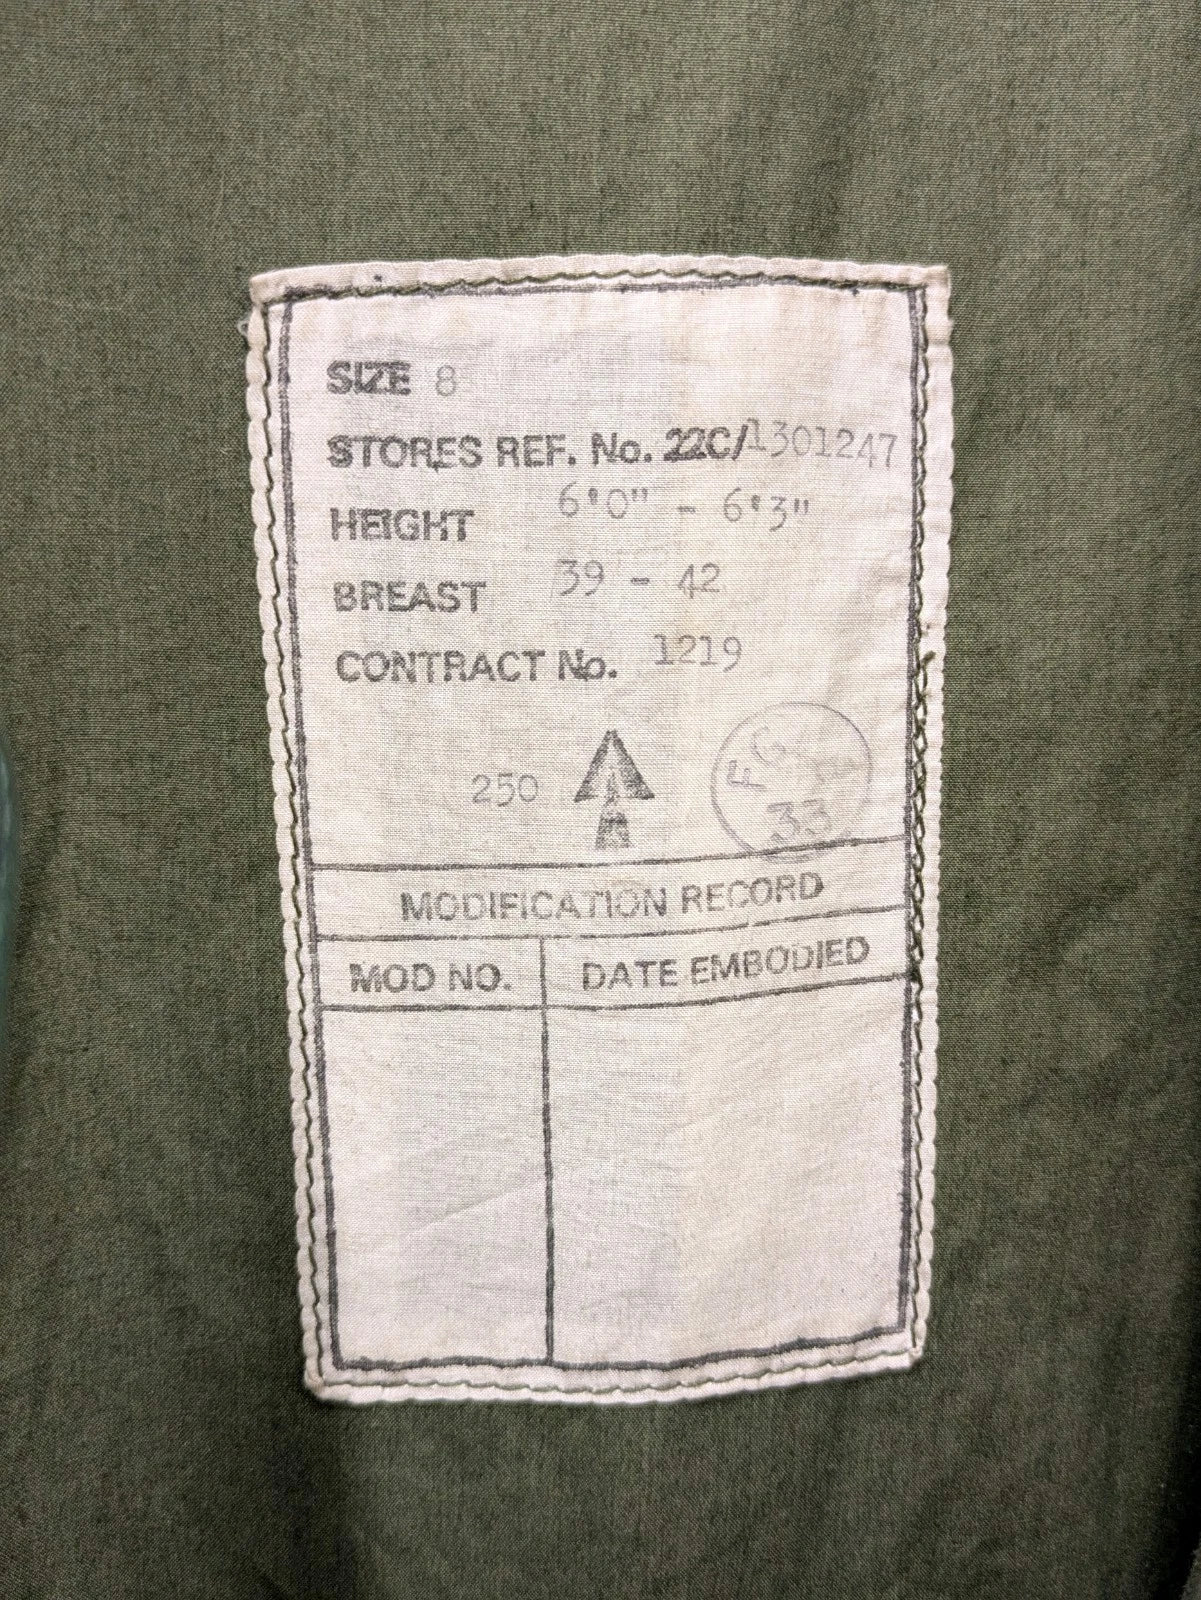 SIZE 8
STORES REF. No. 22C/1301247
HEIGHT 6'0" - 6'3"
BREAST 39 - 42
CONTRACT No. 1219
250
F G
33
MODIFICATION RECORD
MOD NO. DATE EMBODIED